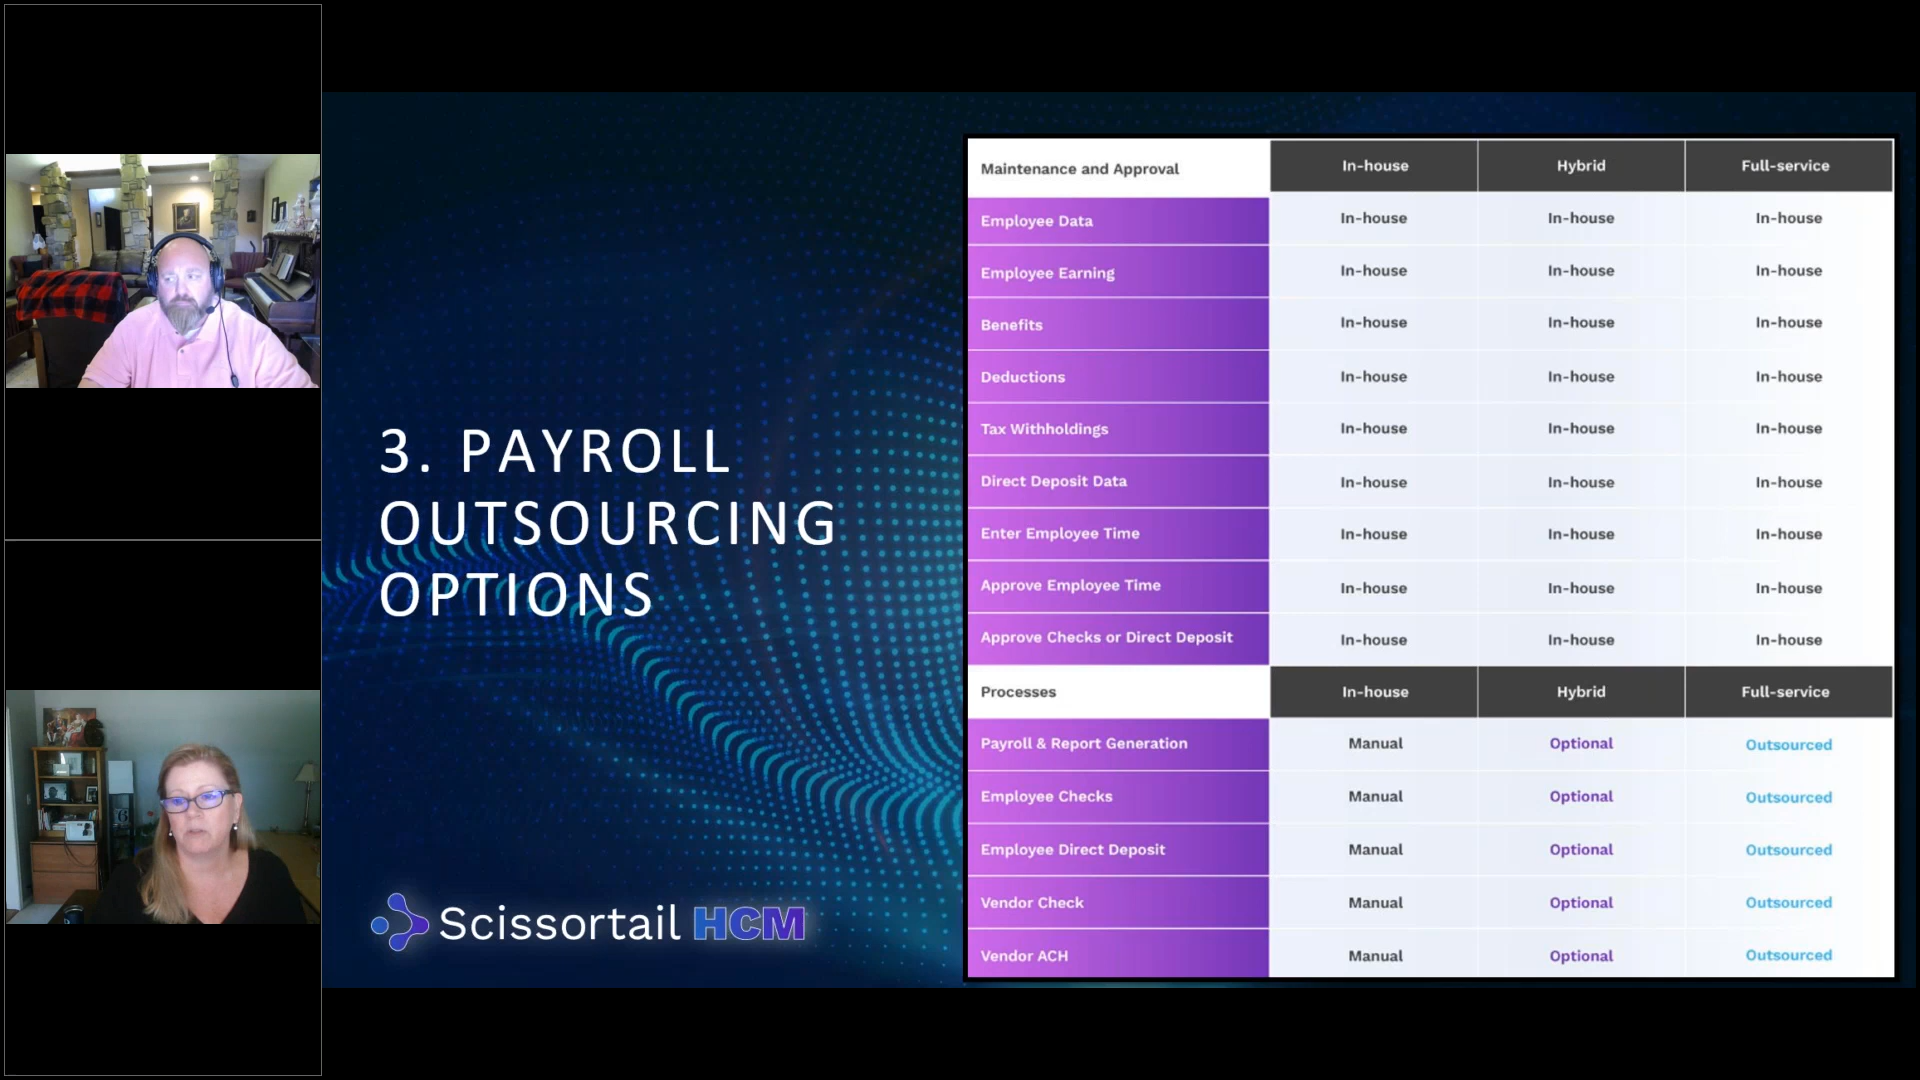 3. PAYROLL
OUTSOURCING
OPTIONS
Scissortail HCM
Maintenance and Approval In-house Hybrid Full-service
Employee Data In-house In-house In-house
Employee Earning In-house In-house In-house
Benefits In-house In-house In-house
Deductions In-house In-house In-house
Tax Withholdings In-house In-house In-house
Direct Deposit Data In-house In-house In-house
Enter Employee Time In-house In-house In-house
Approve Employee Time In-house In-house In-house
Approve Checks or Direct Deposit In-house In-house In-house
Processes In-house Hybrid Full-service
Payroll & Report Generation Manual Optional Outsourced
Employee Checks Manual Optional Outsourced
Employee Direct Deposit Manual Optional Outsourced
Vendor Check Manual Optional Outsourced
Vendor ACH Manual Optional Outsourced